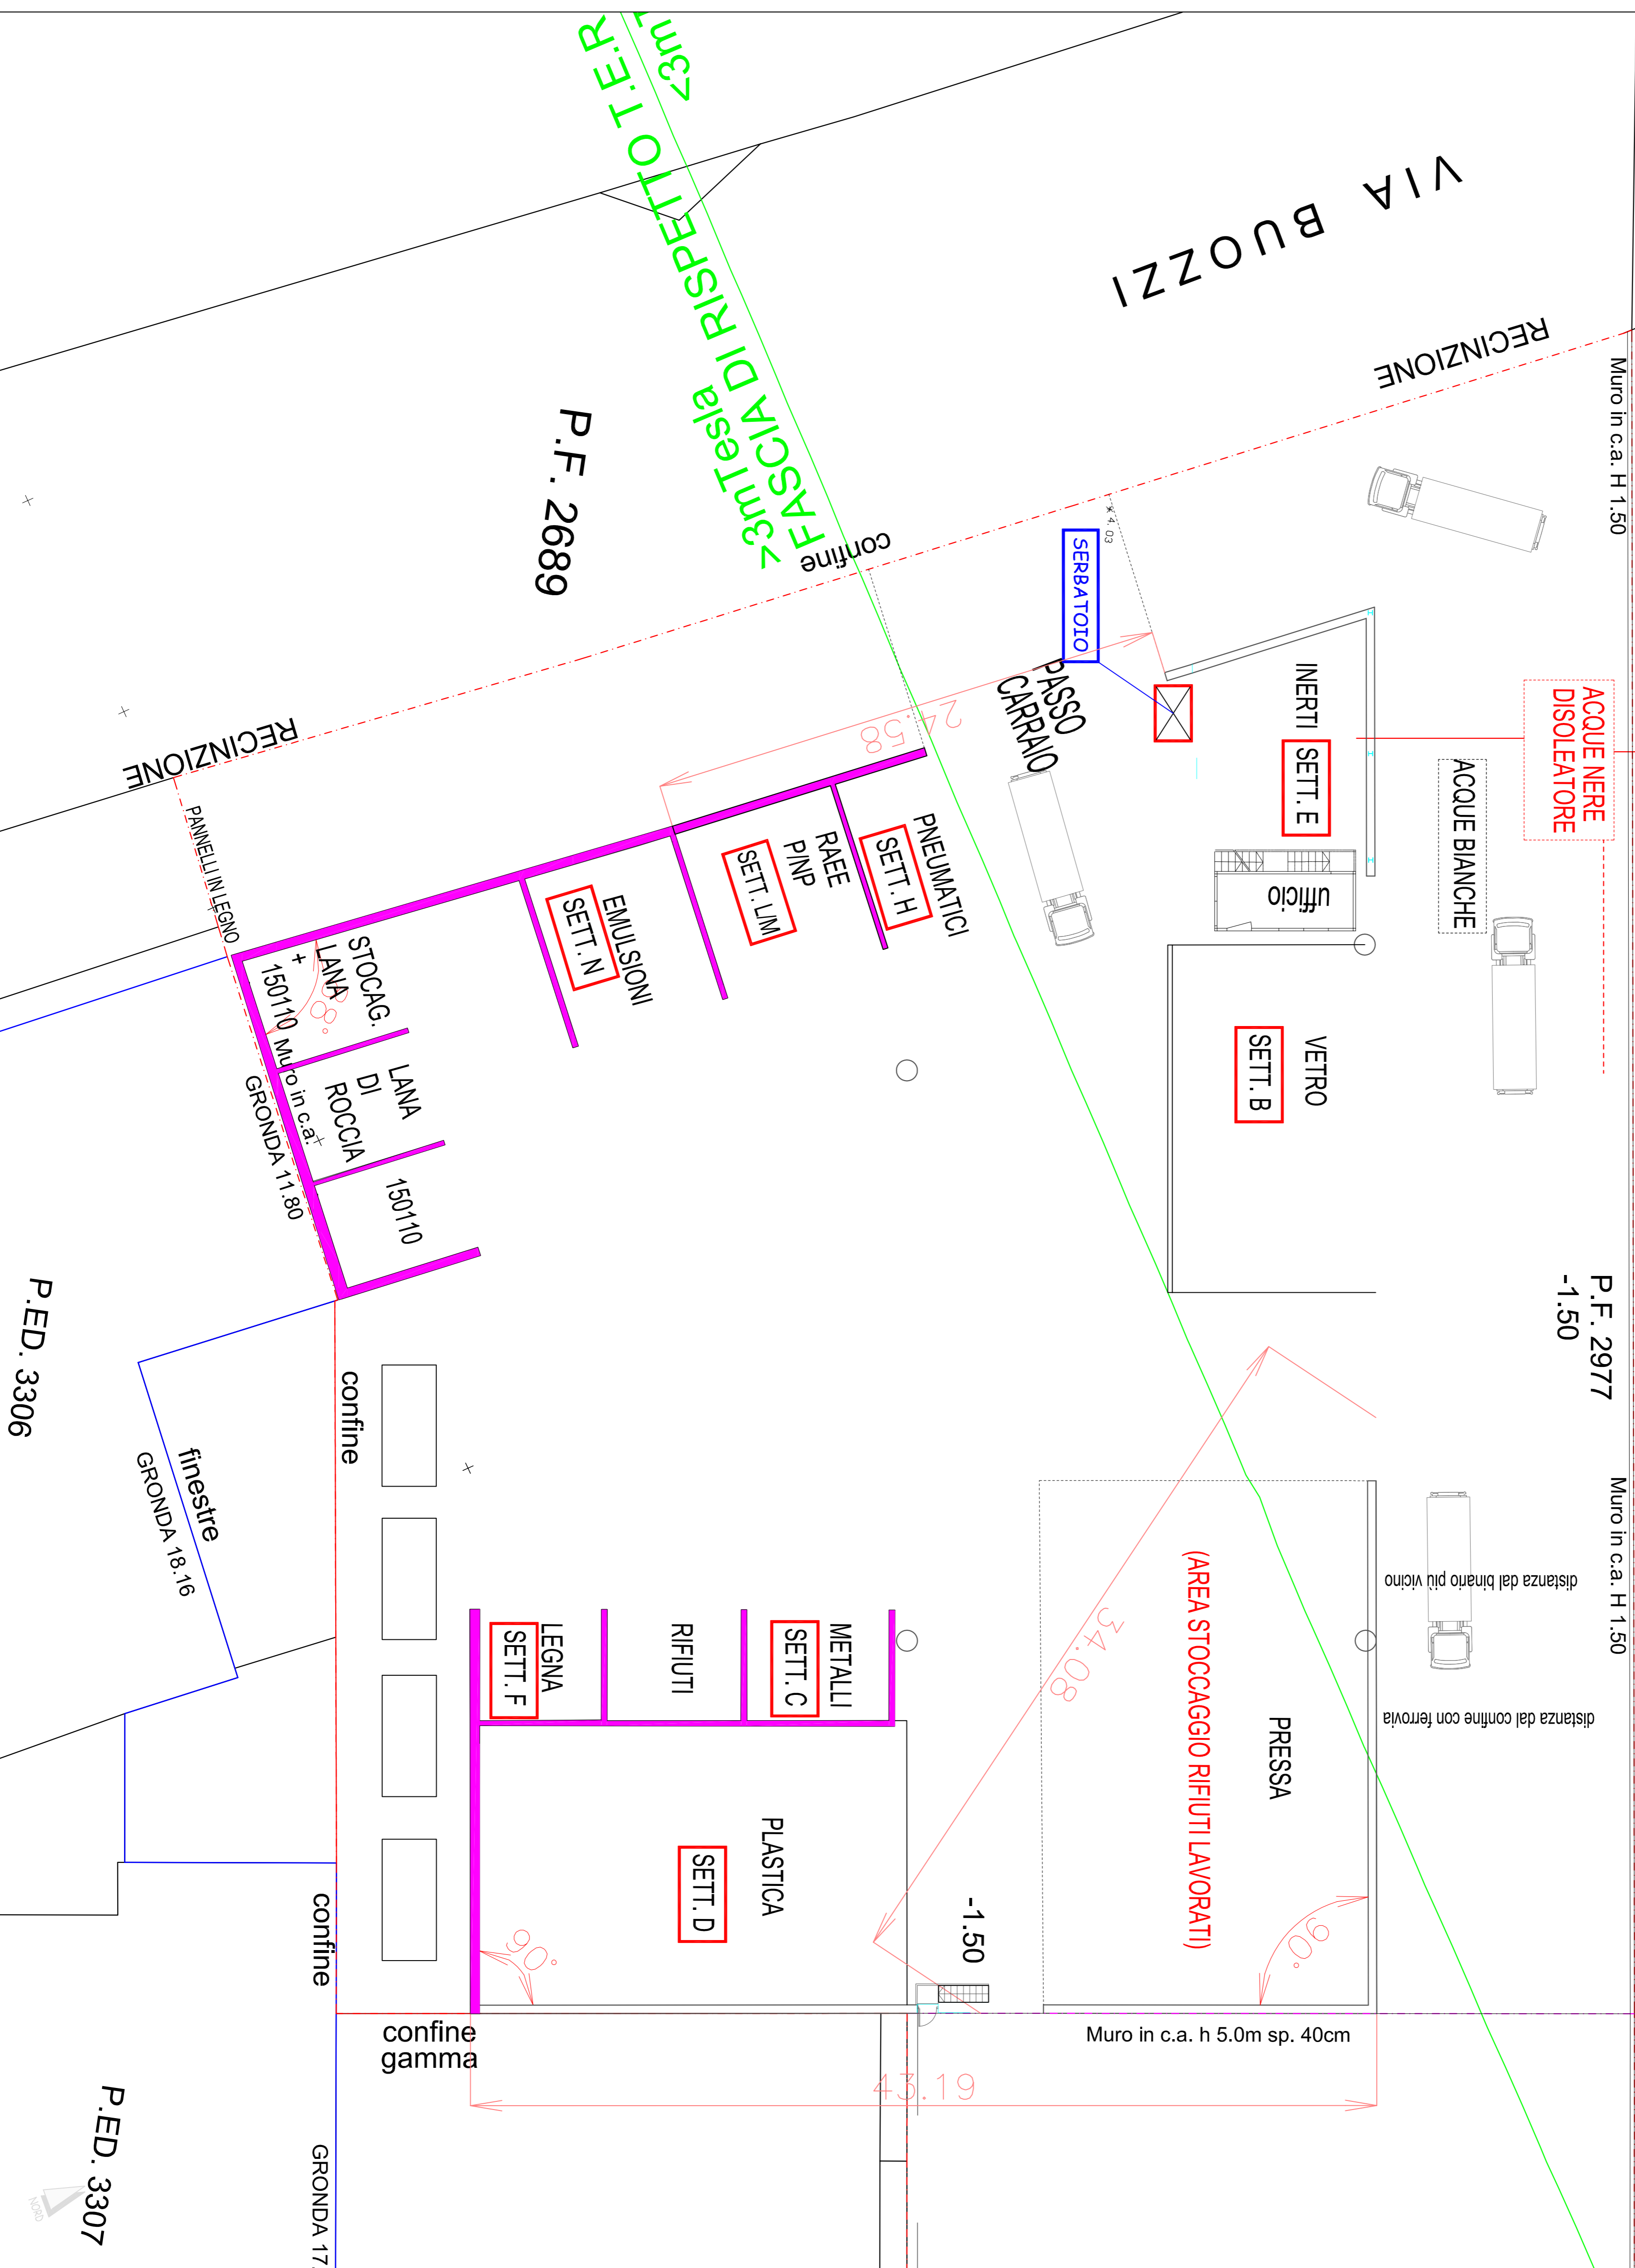 <3mT
FASCIA DI RISPETTO T.E.R
>3mTesla
VIA BUOZZI
RECINZIONE
Muro in c.a. H 1.50
P.F. 2689
confine
4.03
SERBATOIO
PASSO
CARRAIO
24.58
INERTI
SETT. E
ACQUE NERE
DISOLEATORE
ACQUE BIANCHE
ufficio
RECINZIONE
PANNELLI IN LEGNO
PNEUMATICI
SETT. H
RAEE
P/NP
SETT. L/M
EMULSIONI
SETT. N
STOCAG.
LANA
150110
Muro in c.a.
GRONDA 11.80
LANA
DI
ROCCIA
150110
VETRO
SETT. B
P.F. 2977
-1.50
Muro in c.a. H 1.50
P.ED. 3306
confine
finestre
GRONDA 18.16
distanza dal binario più vicino
distanza dal confine con ferrovia
34.08
(AREA STOCCAGGIO RIFIUTI LAVORATI)
PRESSA
90°
METALLI
SETT. C
RIFIUTI
LEGNA
SETT. F
PLASTICA
SETT. D
90°
-1.50
confine
confine
gamma
Muro in c.a. h 5.0m sp. 40cm
43.19
P.ED. 3307
NORD
GRONDA 17.